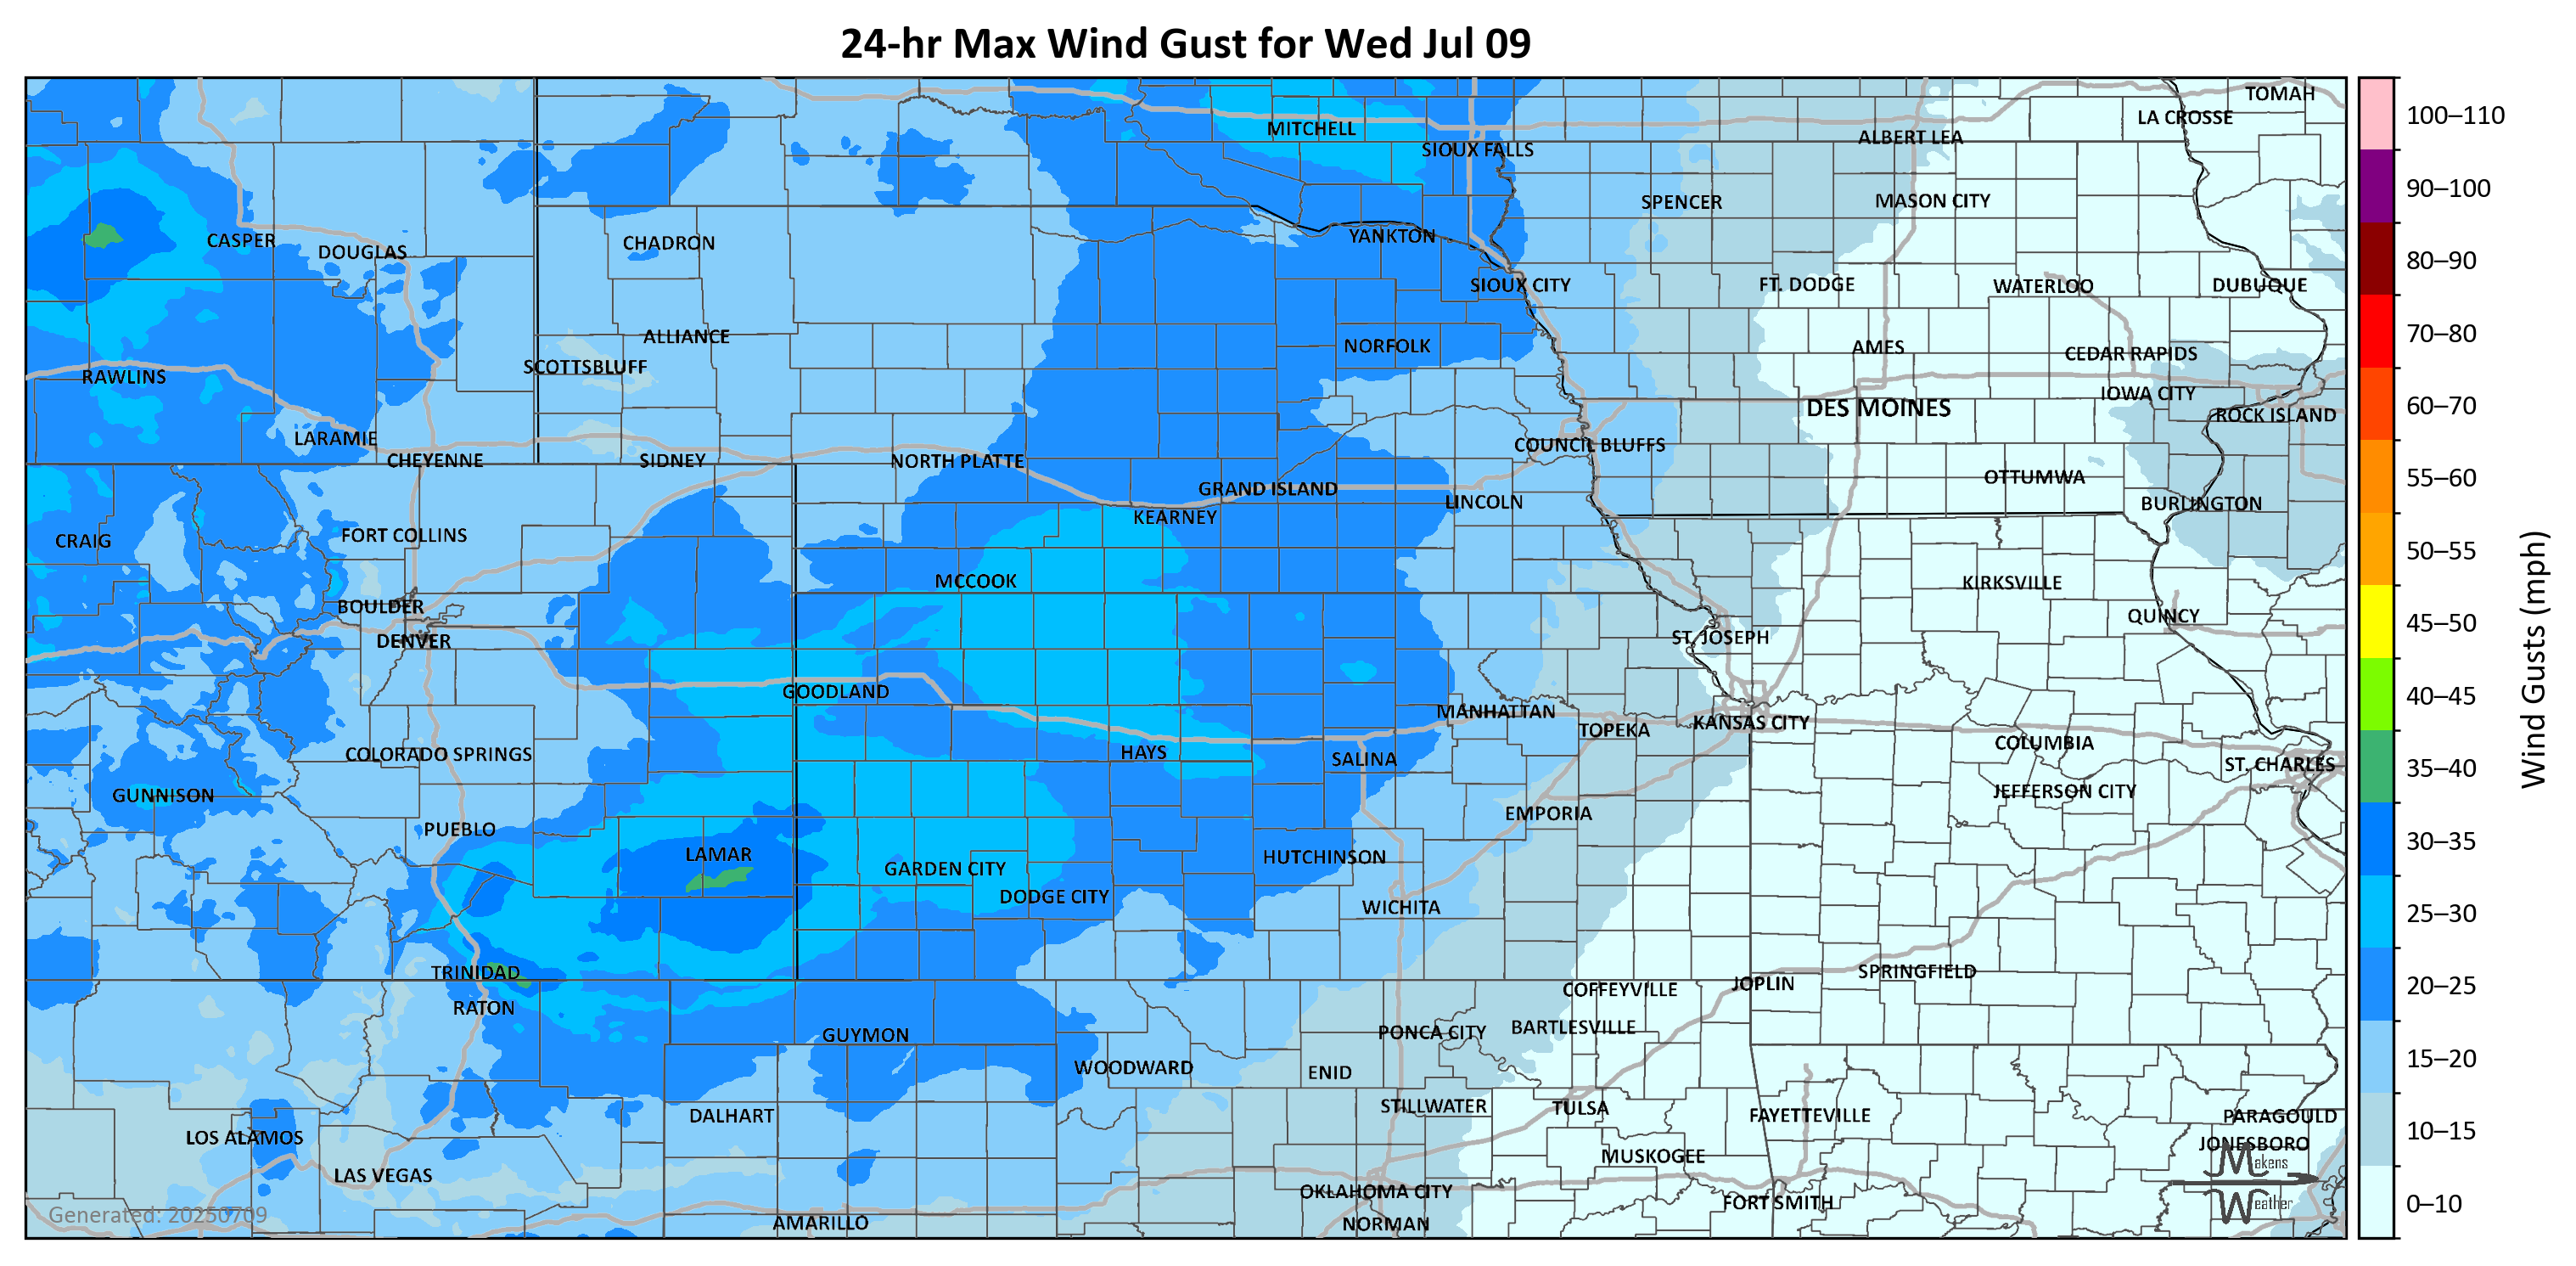 24-hr Max Wind Gust for Wed Jul 09
TOMAH
LA CROSSE
MITCHELL
ALBERT LEA
SIOUX FALLS
SPENCER
MASON CITY
CASPER
DOUGLAS
CHADRON
YANKTON
SIOUX CITY
FT. DODGE
WATERLOO
DUBUQUE
ALLIANCE
NORFOLK
AMES
CEDAR RAPIDS
SCOTTSBLUFF
RAWLINS
IOWA CITY
DES MOINES
ROCK ISLAND
LARAMIE
COUNCIL BLUFFS
CHEYENNE
SIDNEY
NORTH PLATTE
OTTUMWA
GRAND ISLAND
LINCOLN
BURLINGTON
KEARNEY
FORT COLLINS
CRAIG
MCCOOK
KIRKSVILLE
BOULDER
QUINCY
DENVER
ST. JOSEPH
GOODLAND
MANHATTAN
KANSAS CITY
TOPEKA
COLUMBIA
COLORADO SPRINGS
HAYS
SALINA
ST. CHARLES
GUNNISON
JEFFERSON CITY
EMPORIA
PUEBLO
LAMAR
HUTCHINSON
GARDEN CITY
DODGE CITY
WICHITA
TRINIDAD
SPRINGFIELD
JOPLIN
COFFEYVILLE
RATON
GUYMON
PONCA CITY
BARTLESVILLE
WOODWARD
ENID
STILLWATER
TULSA
DALHART
FAYETTEVILLE
PARAGOULD
LOS ALAMOS
JONESBORO
MUSKOGEE
LAS VEGAS
OKLAHOMA CITY
FORT SMITH
AMARILLO
NORMAN
Generated: 20250709
Makens
Weather
100–110
90–100
80–90
70–80
60–70
55–60
50–55
45–50
40–45
35–40
30–35
25–30
20–25
15–20
10–15
0–10
Wind Gusts (mph)